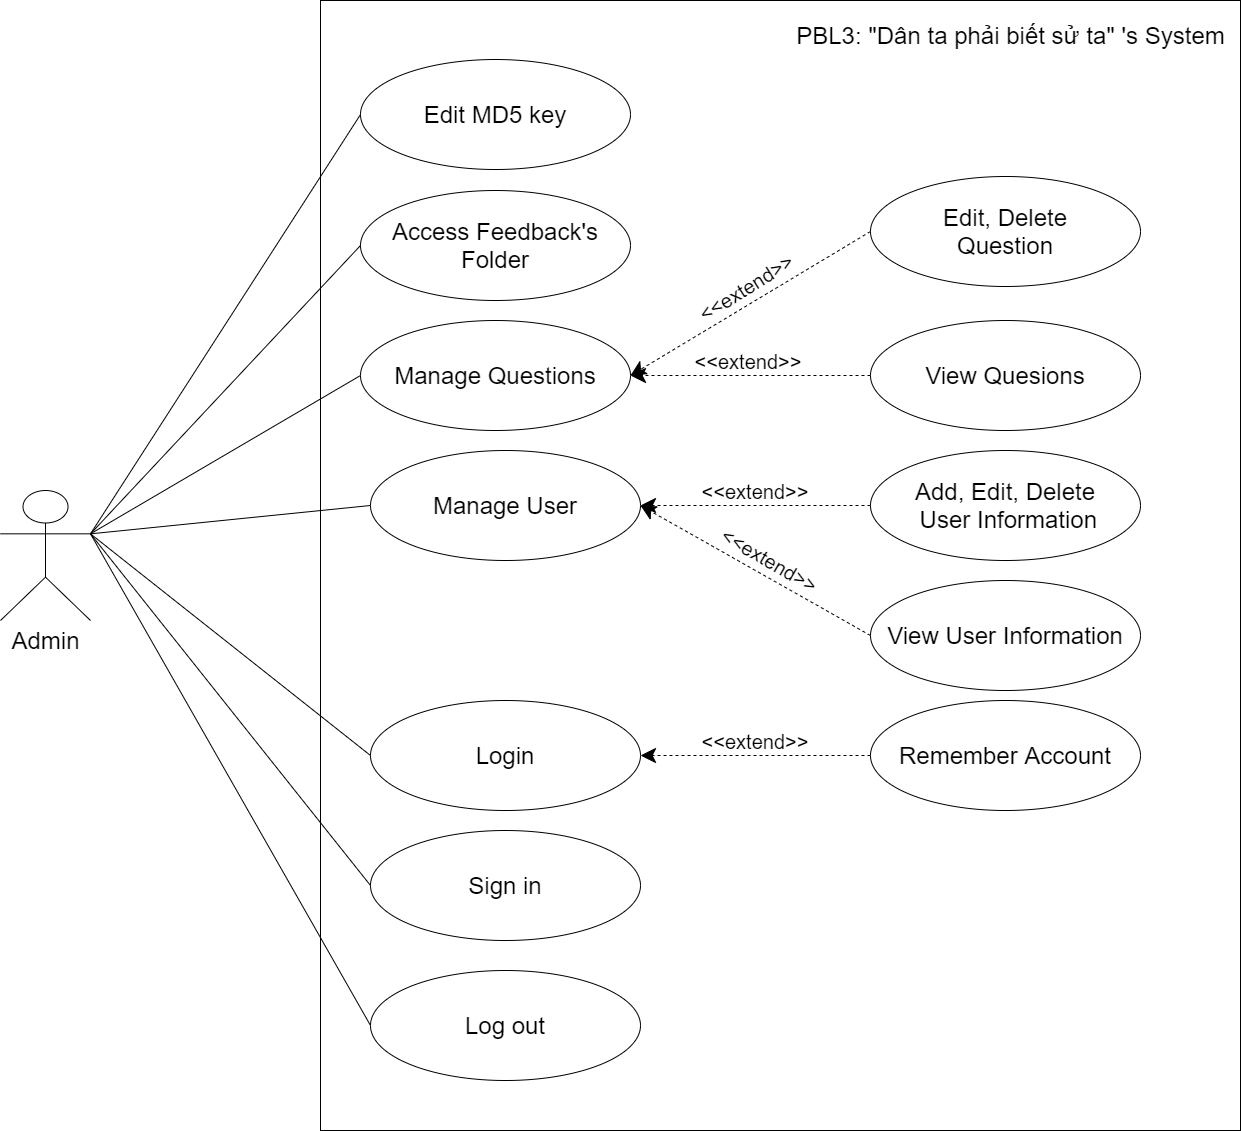 PBL3: "Dân ta phải biết sử ta" 's System
Edit MD5 key
Access Feedback's
Folder
Edit, Delete
Question
<<extend>>
Manage Questions
<<extend>>
View Quesions
Manage User
<<extend>>
Add, Edit, Delete
User Information
<<extend>>
View User Information
Admin
Login
<<extend>>
Remember Account
Sign in
Log out